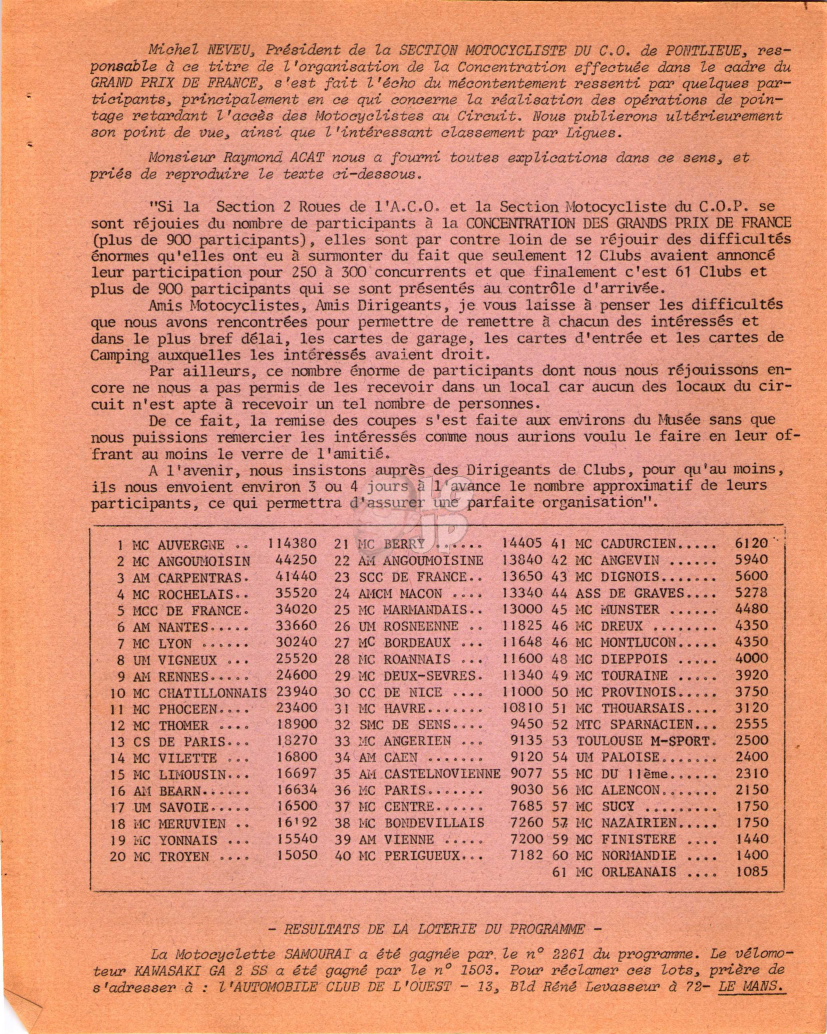 Michel NEVEU, Président de la SECTION MOTOCYCLISTE DU C.O. de PONTLIEUE, res-
ponsable à ce titre de l'organisation de la Concentration effectuée dans le cadre du
GRAND PRIX DE FRANCE, s'est fait l'écho du mécontentement ressenti par quelques par-
ticipants, principalement en ce qui concerne la réalisation des opérations de poin-
tage retardant l'accès des Motocyclistes au Circuit. Nous publierons ultérieurement
son point de vue, ainsi que l'intéressant classement par Ligues.
Monsieur Raymond ACAT nous a fourni toutes explications dans ce sens, et
priés de reproduire le texte ci-dessous.
"Si la Section 2 Roues de l'A.C.O. et la Section Motocycliste du C.O.P. se
sont réjouies du nombre de participants à la CONCENTRATION DES GRANDS PRIX DE FRANCE
(plus de 900 participants), elles sont par contre loin de se réjouir des difficultés
énormes qu'elles ont eu à surmonter du fait que seulement 12 Clubs avaient annoncé
leur participation pour 250 à 300 concurrents et que finalement c'est 61 Clubs et
plus de 900 participants qui se sont présentés au contrôle d'arrivée.
Amis Motocyclistes, Amis Dirigeants, je vous laisse à penser les difficultés
que nous avons rencontrées pour permettre de remettre à chacun des intéressés et
dans le plus bref délai, les cartes de garage, les cartes d'entrée et les cartes de
Camping auxquelles les intéressés avaient droit.
Par ailleurs, ce nombre énorme de participants dont nous nous réjouissons en-
core ne nous a pas permis de les recevoir dans un local car aucun des locaux du cir-
cuit n'est apte à recevoir un tel nombre de personnes.
De ce fait, la remise des coupes s'est faite aux environs du Musée sans que
nous puissions remercier les intéressés comme nous aurions voulu le faire en leur of-
frant au moins le verre de l'amitié.
A l'avenir, nous insistons auprès des Dirigeants de Clubs, pour qu'au moins,
ils nous envoient environ 3 ou 4 jours à l'avance le nombre approximatif de leurs
participants, ce qui permettra d'assurer une parfaite organisation".
1 MC AUVERGNE .. 114380 21 MC BERRY ....... 14405 41 MC CADURCIEN..... 6120
2 MC ANGOUMOISIN 44250 22 AM ANGOUMOISINE 13840 42 MC ANGEVIN ...... 5940
3 AM CARPENTRAS. 41440 23 SCC DE FRANCE.. 13650 43 MC DIGNOIS....... 5600
4 MC ROCHELAIS.. 35520 24 AMCM MACON .... 13340 44 ASS DE GRAVES.... 5278
5 MCC DE FRANCE. 34020 25 MC MARMANDAIS.. 13000 45 MC MUNSTER ...... 4480
6 AM NANTES..... 33660 26 UM ROSNEENNE .. 11825 46 MC DREUX ........ 4350
7 MC LYON ...... 30240 27 MC BORDEAUX ... 11648 46 MC MONTLUCON..... 4350
8 UM VIGNEUX ... 25520 28 MC ROANNAIS ... 11600 48 MC DIEPPOIS ..... 4000
9 AM RENNES..... 24600 29 MC DEUX-SEVRES. 11340 49 MC TOURAINE ..... 3920
10 MC CHATILLONNAIS 23940 30 CC DE NICE .... 11000 50 MC PROVINOIS..... 3750
11 MC PHOCEEN.... 23400 31 MC HAVRE....... 10810 51 MC THOUARSAIS.... 3120
12 MC THOMER .... 18900 32 SMC DE SENS.... 9450 52 MTC SPARNACIEN... 2555
13 CS DE PARIS... 18270 33 MC ANGERIEN ... 9135 53 TOULOUSE M-SPORT. 2500
14 MC VILETTE ... 16800 34 AM CAEN ....... 9120 54 UM PALOISE....... 2400
15 MC LIMOUSIN... 16697 35 AM CASTELNOVIENNE 9077 55 MC DU 11ème...... 2310
16 AM BEARN...... 16634 36 MC PARIS....... 9030 56 MC ALENCON....... 2150
17 UM SAVOIE..... 16500 37 MC CENTRE...... 7685 57 MC SUCY ......... 1750
18 MC MERUVIEN .. 16192 38 MC BONDEVILLAIS 7260 57 MC NAZAIRIEN..... 1750
19 MC YONNAIS ... 15540 39 AM VIENNE ..... 7200 59 MC FINISTERE .... 1440
20 MC TROYEN .... 15050 40 MC PERIGUEUX... 7182 60 MC NORMANDIE .... 1400
61 MC ORLEANAIS .... 1085
- RESULTATS DE LA LOTERIE DU PROGRAMME -
La Motocyclette SAMOURAI a été gagnée par le n° 2261 du programme. Le vélomo-
teur KAWASAKI GA 2 SS a été gagné par le n° 1503. Pour réclamer ces lots, prière de
s'adresser à : l'AUTOMOBILE CLUB DE L'OUEST - 13, Bld Réné Levasseur à 72- LE MANS.